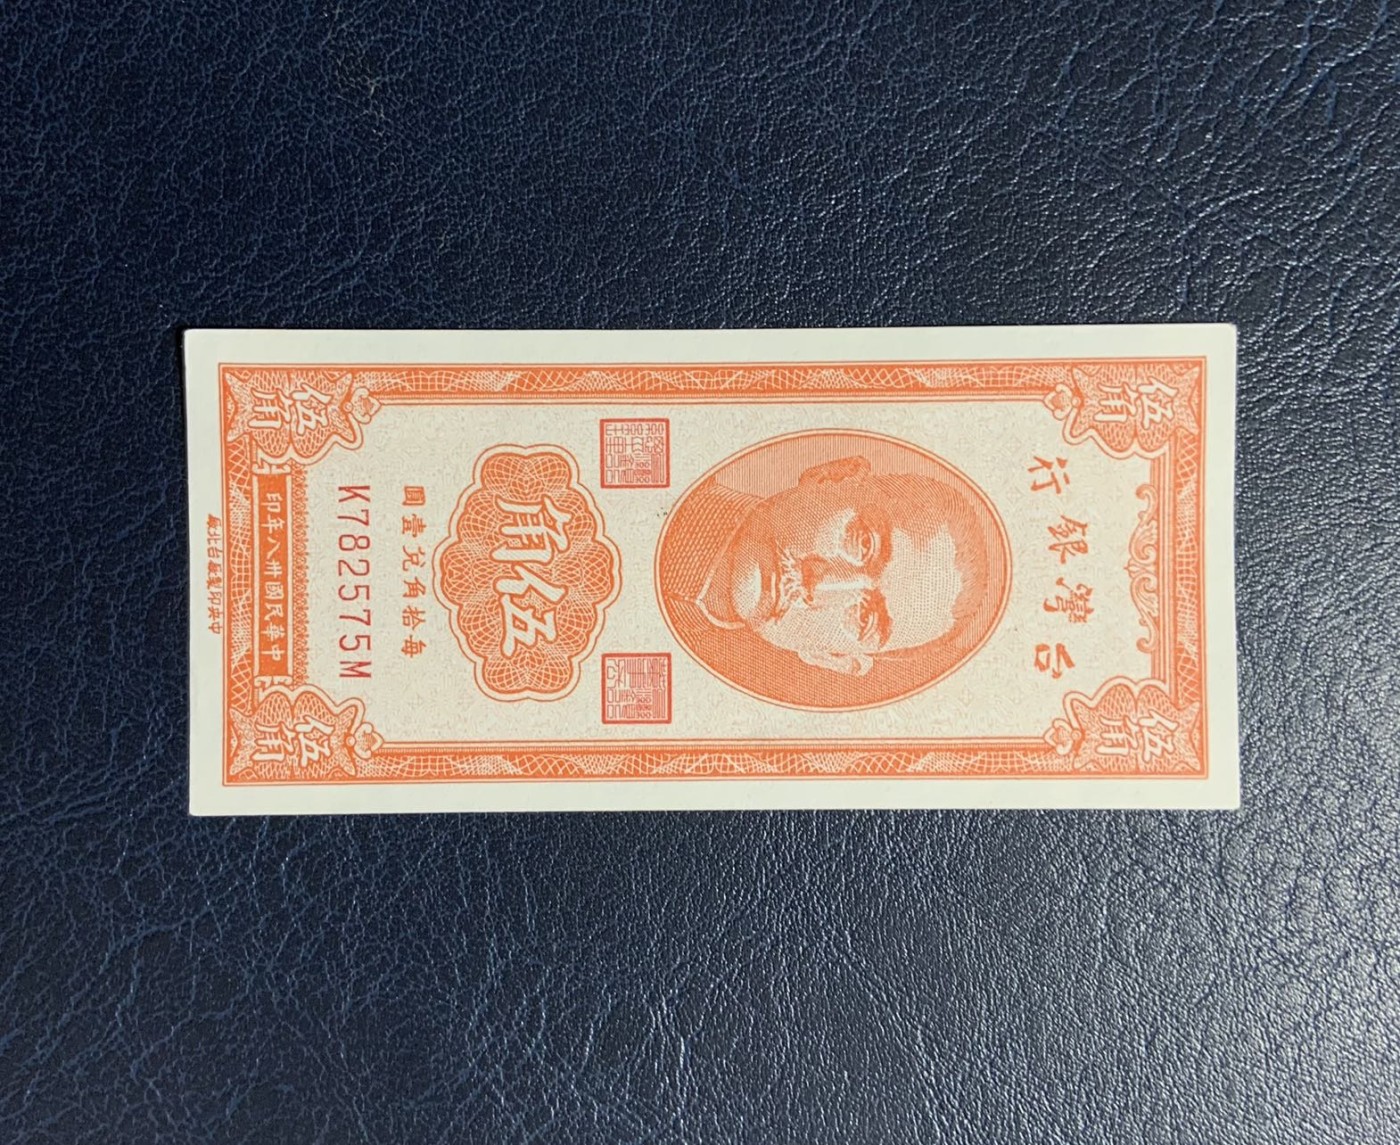 伍角
伍角
台灣銀行
伍角
每拾角兌壹圓
K782575M
伍角
伍角
中華民國卅八年印
中央印製廠台北廠